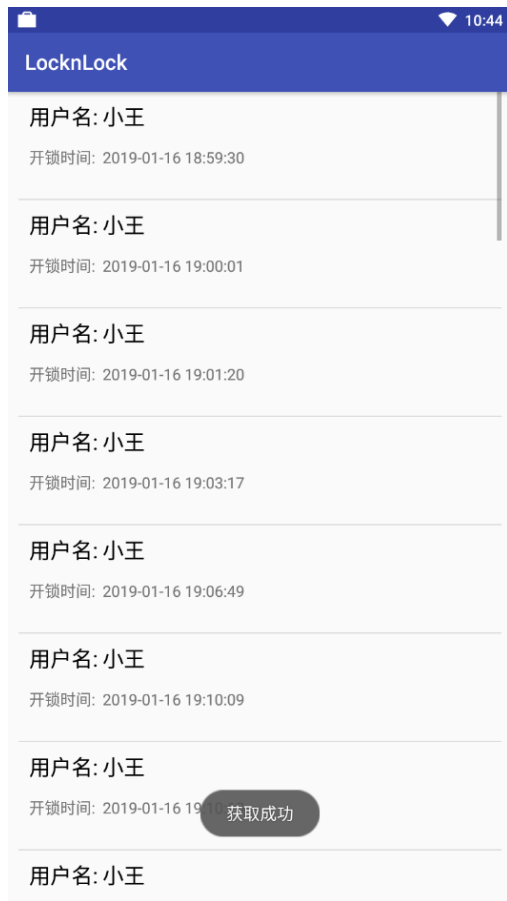 10:44
LocknLock
用户名: 小王
开锁时间: 2019-01-16 18:59:30
用户名: 小王
开锁时间: 2019-01-16 19:00:01
用户名: 小王
开锁时间: 2019-01-16 19:01:20
用户名: 小王
开锁时间: 2019-01-16 19:03:17
用户名: 小王
开锁时间: 2019-01-16 19:06:49
用户名: 小王
开锁时间: 2019-01-16 19:10:09
用户名: 小王
开锁时间: 2019-01-16
获取成功
用户名: 小王